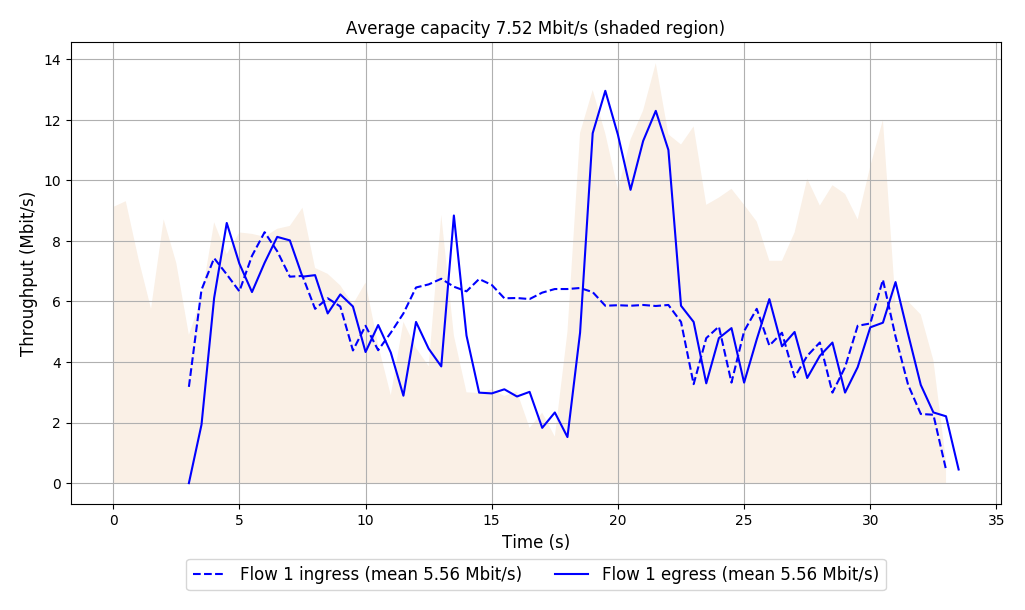 Average capacity 7.52 Mbit/s (shaded region)
Throughput (Mbit/s)
14
12
10
8
6
4
2
0
0 5 10 15 20 25 30 35
Time (s)
Flow 1 ingress (mean 5.56 Mbit/s) Flow 1 egress (mean 5.56 Mbit/s)